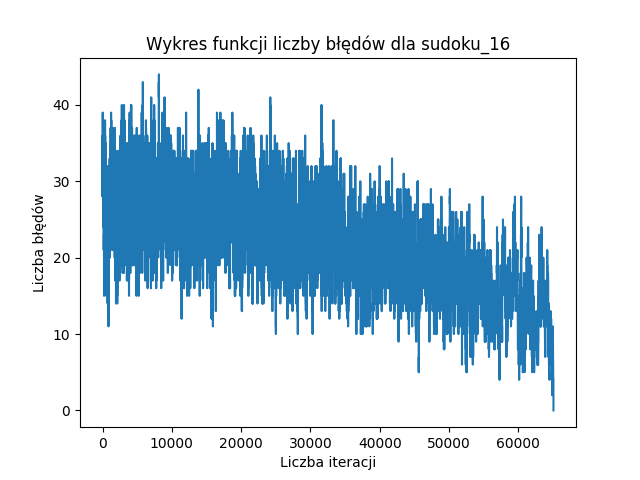 Wykres funkcji liczby błędów dla sudoku_16
Liczba błędów
40
30
20
10
0
0 10000 20000 30000 40000 50000 60000
Liczba iteracji